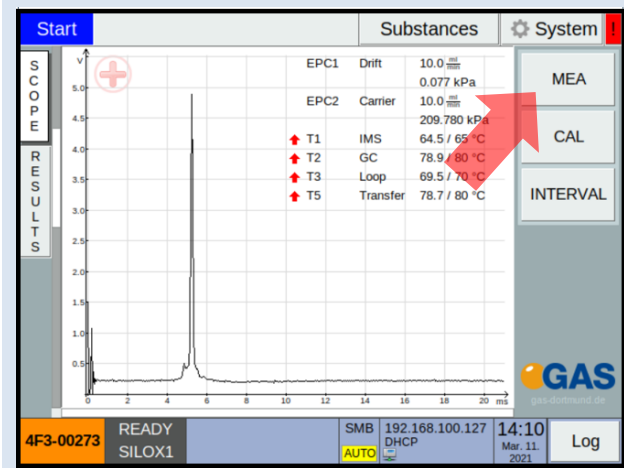 Start
Substances
System
!
SCOPE
RESULTS
V
5.0
4.5
4.0
3.5
3.0
2.5
2.0
1.5
1.0
0.5
0 2 4 6 8 10 12 14 16 18 20 ms
EPC1 Drift 10.0 ml/min
0.077 kPa
EPC2 Carrier 10.0 ml/min
209.780 kPa
T1 IMS 64.5 / 65 °C
T2 GC 78.9 / 80 °C
T3 Loop 69.5 / 70 °C
T5 Transfer 78.7 / 80 °C
MEA
CAL
INTERVAL
GAS
gas-dortmund.de
4F3-00273
READY
SILOX1
SMB
AUTO
192.168.100.127
DHCP
14:10
Mar. 11.
2021
Log